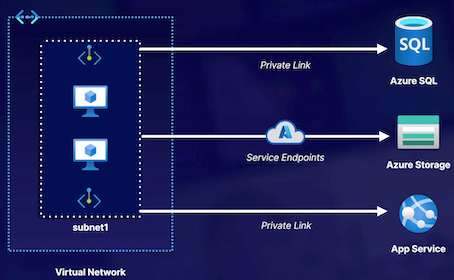 SQL
Private Link
Azure SQL
Service Endpoints
Azure Storage
subnet1
Private Link
App Service
Virtual Network